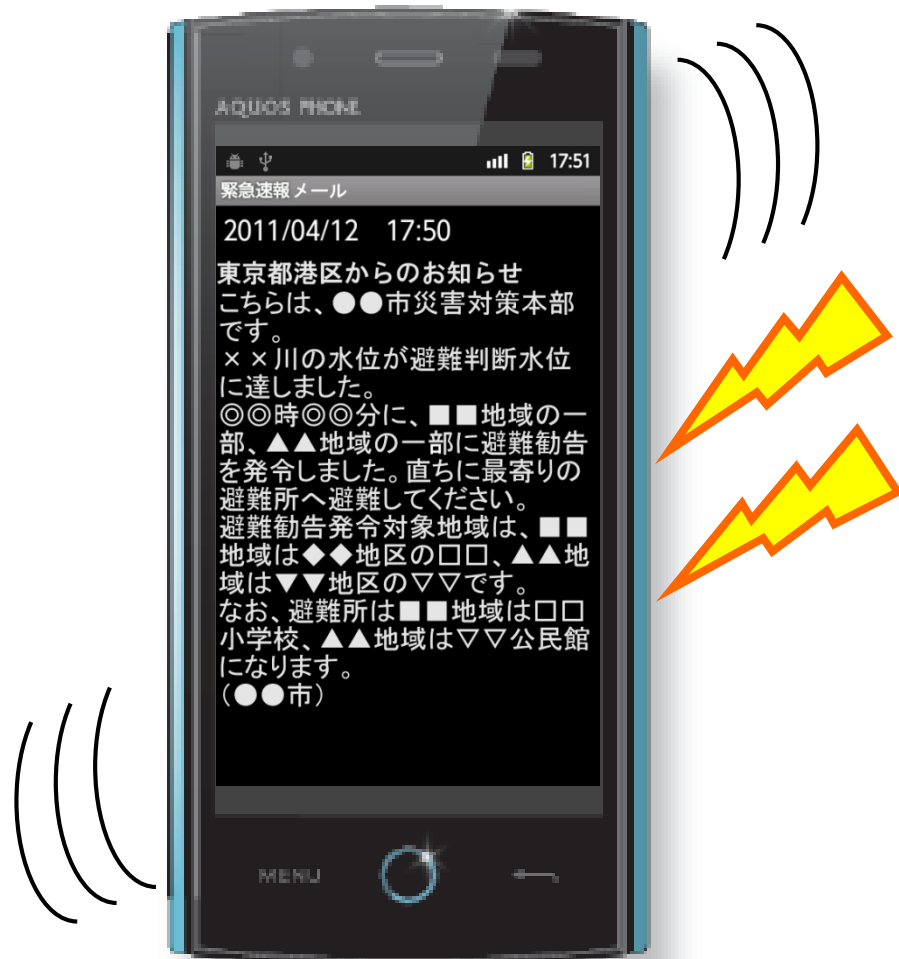 AQUOS PHONE
17:51
緊急速報メール
2011/04/12 17:50
東京都港区からのお知らせ
こちらは、●●市災害対策本部
です。
××川の水位が避難判断水位
に達しました。
◎◎時◎◎分に、■■地域の一
部、▲▲地域の一部に避難勧告
を発令しました。直ちに最寄りの
避難所へ避難してください。
避難勧告発令対象地域は、■■
地域は◆◆地区の□□、▲▲地
域は▼▼地区の▽▽です。
なお、避難所は■■地域は□□
小学校、▲▲地域は▽▽公民館
になります。
(●●市)
MENU